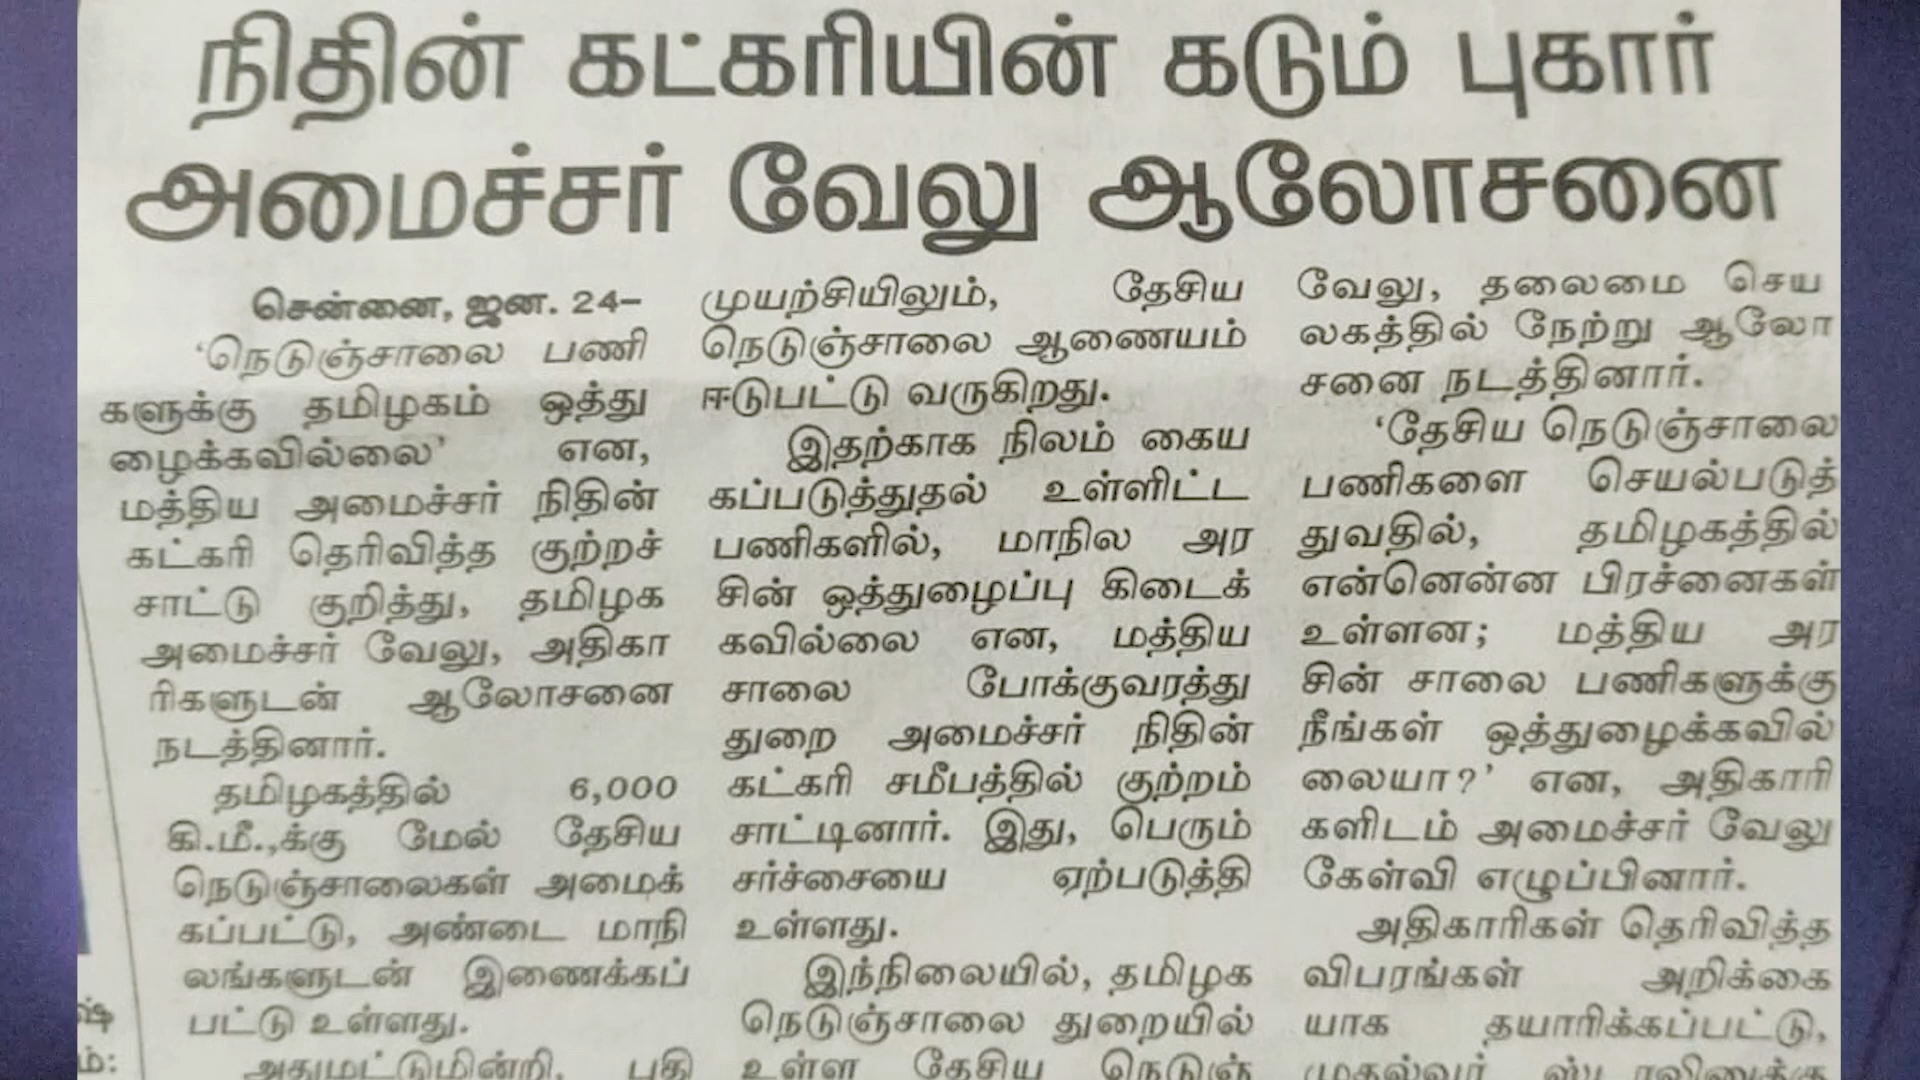 நிதின் கட்கரியின் கடும் புகார்
அமைச்சர் வேலு ஆலோசனை
சென்னை, ஜன. 24–
‘நெடுஞ்சாலை பணி
களுக்கு தமிழகம் ஒத்து
ழைக்கவில்லை’ என,
மத்திய அமைச்சர் நிதின்
கட்கரி தெரிவித்த குற்றச்
சாட்டு குறித்து, தமிழக
அமைச்சர் வேலு, அதிகா
ரிகளுடன் ஆலோசனை
நடத்தினார்.
தமிழகத்தில் 6,000
கி.மீ.,க்கு மேல் தேசிய
நெடுஞ்சாலைகள் அமைக்
கப்பட்டு, அண்டை மாநி
லங்களுடன் இணைக்கப்
பட்டு உள்ளது.
அதுமட்டுமின்றி, புதி
முயற்சியிலும், தேசிய
நெடுஞ்சாலை ஆணையம்
ஈடுபட்டு வருகிறது.
இதற்காக நிலம் கைய
கப்படுத்துதல் உள்ளிட்ட
பணிகளில், மாநில அர
சின் ஒத்துழைப்பு கிடைக்
கவில்லை என, மத்திய
சாலை போக்குவரத்து
துறை அமைச்சர் நிதின்
கட்கரி சமீபத்தில் குற்றம்
சாட்டினார். இது, பெரும்
சர்ச்சையை ஏற்படுத்தி
உள்ளது.
இந்நிலையில், தமிழக
நெடுஞ்சாலை துறையில்
உள்ள தேசிய நெடுஞ்
வேலு, தலைமை செய
லகத்தில் நேற்று ஆலோ
சனை நடத்தினார்.
‘தேசிய நெடுஞ்சாலை
பணிகளை செயல்படுத்
துவதில், தமிழகத்தில்
என்னென்ன பிரச்னைகள்
உள்ளன; மத்திய அர
சின் சாலை பணிகளுக்கு
நீங்கள் ஒத்துழைக்கவில்
லையா?’ என, அதிகாரி
களிடம் அமைச்சர் வேலு
கேள்வி எழுப்பினார்.
அதிகாரிகள் தெரிவித்த
விபரங்கள் அறிக்கை
யாக தயாரிக்கப்பட்டு,
முதல்வர் ஸ்டாலினுக்கு